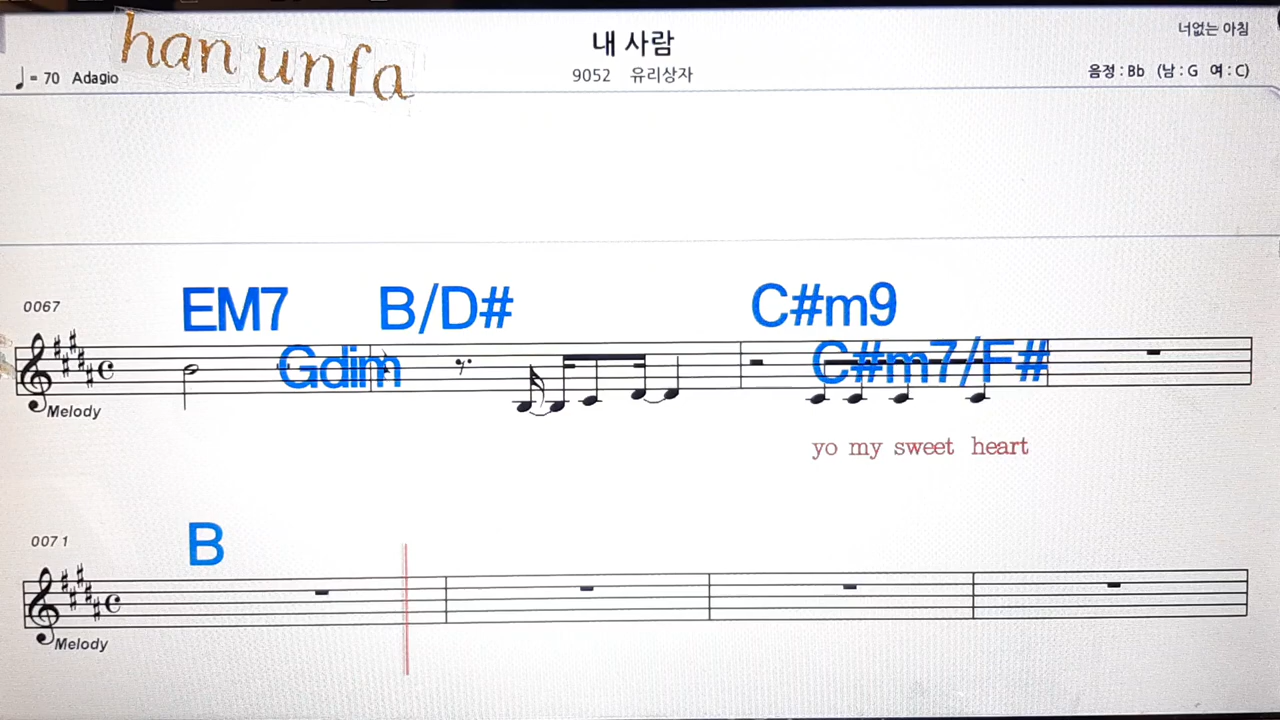 han unfa
내 사람
너없는 아침
♩= 70 Adagio
9052 유리상자
음정 : Bb (남 : G 여 : C)
0067
EM7 B/D# C#m9
Gdim C#m7/F#
Melody
yo my sweet heart
0071
B
Melody